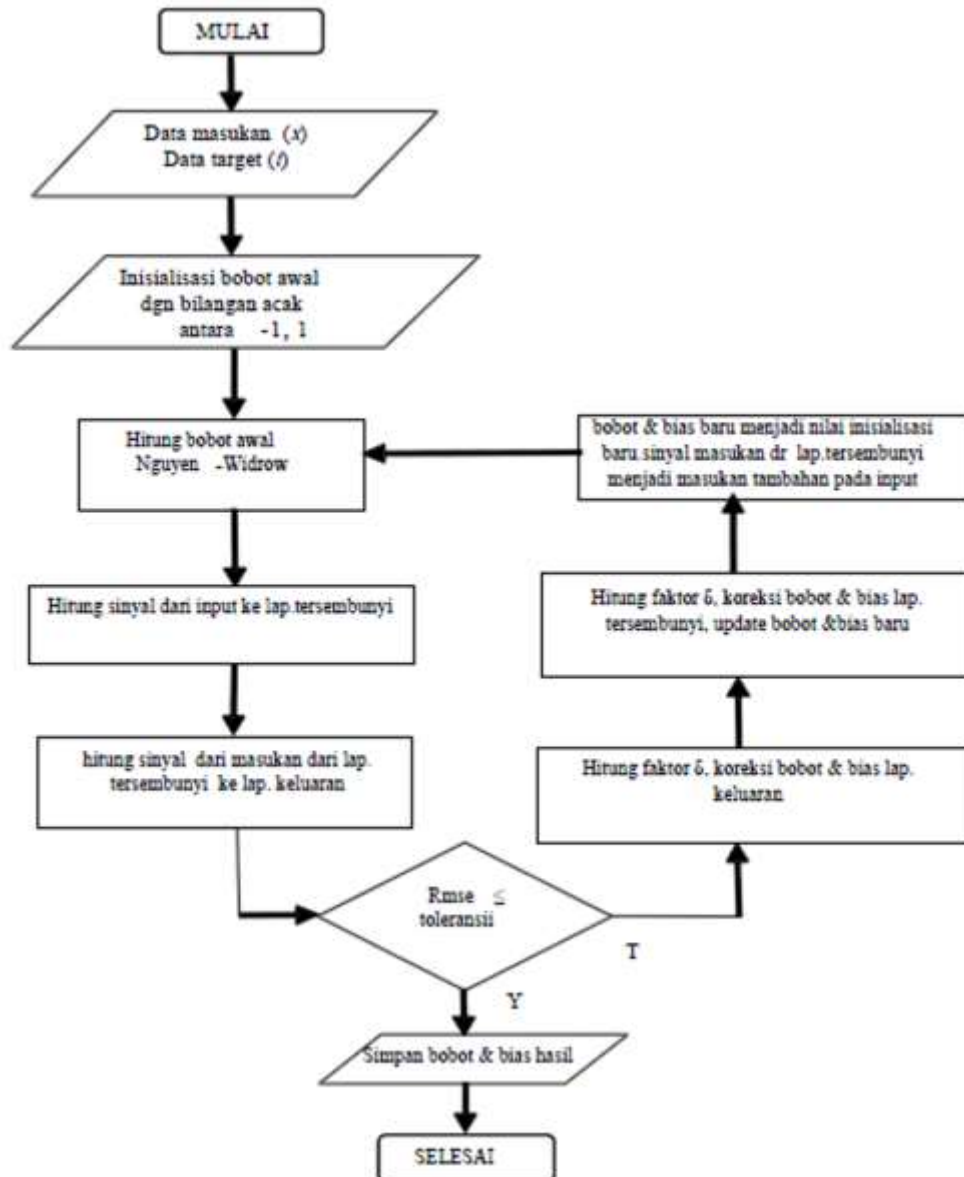 MULAI
Data masukan (x)
Data target (t)
Inisialisasi bobot awal
dgn bilangan acak
antara -1, 1
Hitung bobot awal
Nguyen -Widrow
Hitung sinyal dari input ke lap.tersembunyi
hitung sinyal dari masukan dari lap.
tersembunyi ke lap. keluaran
Rmse ≤
toleransii
T
Y
Hitung faktor δ, koreksi bobot & bias lap.
keluaran
Hitung faktor δ, koreksi bobot & bias lap.
tersembunyi, update bobot &bias baru
bobot & bias baru menjadi nilai inisialisasi
baru.sinyal masukan dr lap.tersembunyi
menjadi masukan tambahan pada input
Simpan bobot & bias hasil
SELESAI